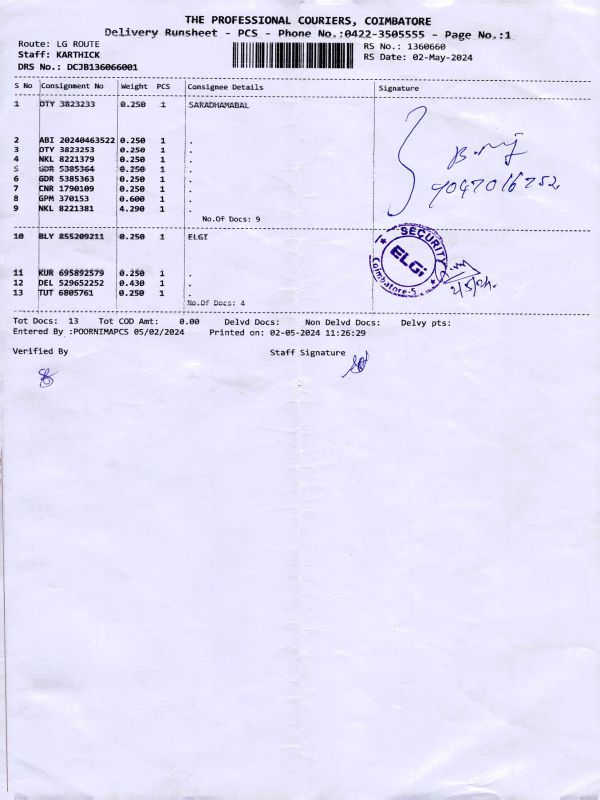 THE PROFESSIONAL COURIERS, COIMBATORE
Delivery Runsheet - PCS - Phone No.:0422-3505555 - Page No.:1
Route: LG ROUTE
RS No.: 1360660
Staff: KARTHICK
RS Date: 02-May-2024
DRS No.: DCJB136066001
S No Consignment No Weight PCS Consignee Details Signature
1 OTY 3823233 0.250 1 SARADHAMABAL
2 ABI 20240463522 0.250 1 .
3 OTY 3823253 0.250 1 .
4 NKL 8221379 0.250 1 .
5 GDR 5385364 0.250 1 .
6 GDR 5385363 0.250 1 .
7 CNR 1790109 0.250 1 .
8 GPM 370153 0.600 1 .
9 NKL 8221381 4.290 1 .
No.Of Docs: 9
9047016752
10 BLY 855209211 0.250 1 ELGI
11 KUR 695892579 0.250 1 .
12 DEL 529652252 0.430 1 .
13 TUT 6805761 0.250 1 .
No.Of Docs: 4
SECURITY
ELGi
Coimbatore-5
2/5/24
Tot Docs: 13 Tot COD Amt: 0.00 Delvd Docs: Non Delvd Docs: Delvy pts:
Entered By :POORNIMAPCS 05/02/2024 Printed on: 02-05-2024 11:26:29
Verified By Staff Signature